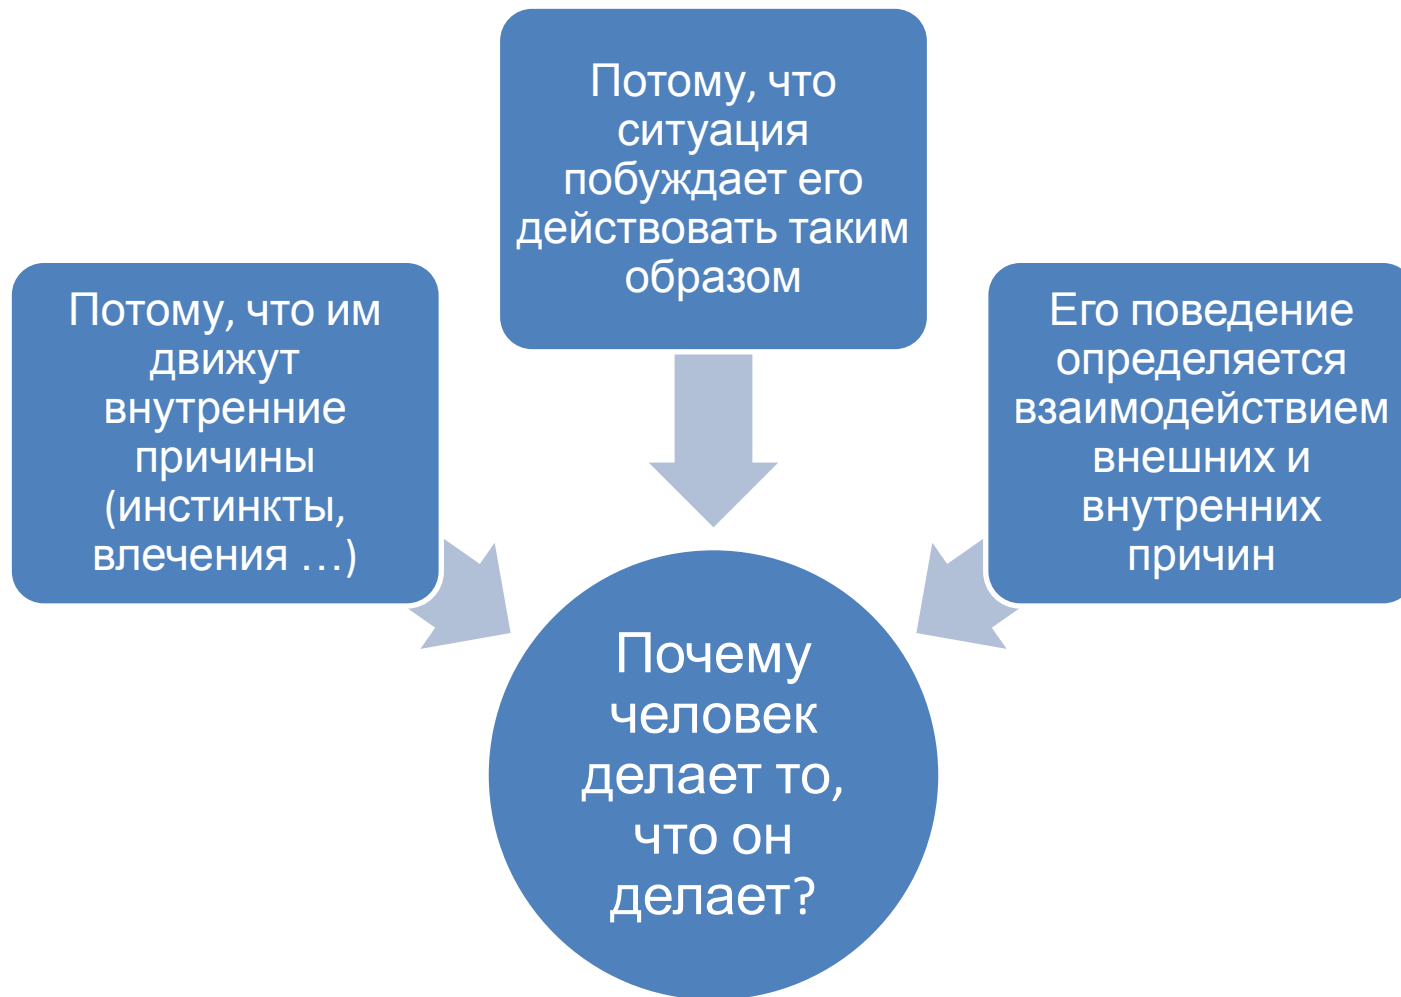 Потому, что
ситуация
побуждает его
действовать таким
образом
Потому, что им
движут
внутренние
причины
(инстинкты,
влечения ...)
Его поведение
определяется
взаимодействием
внешних и
внутренних
причин
Почему
человек
делает то,
что он
делает?